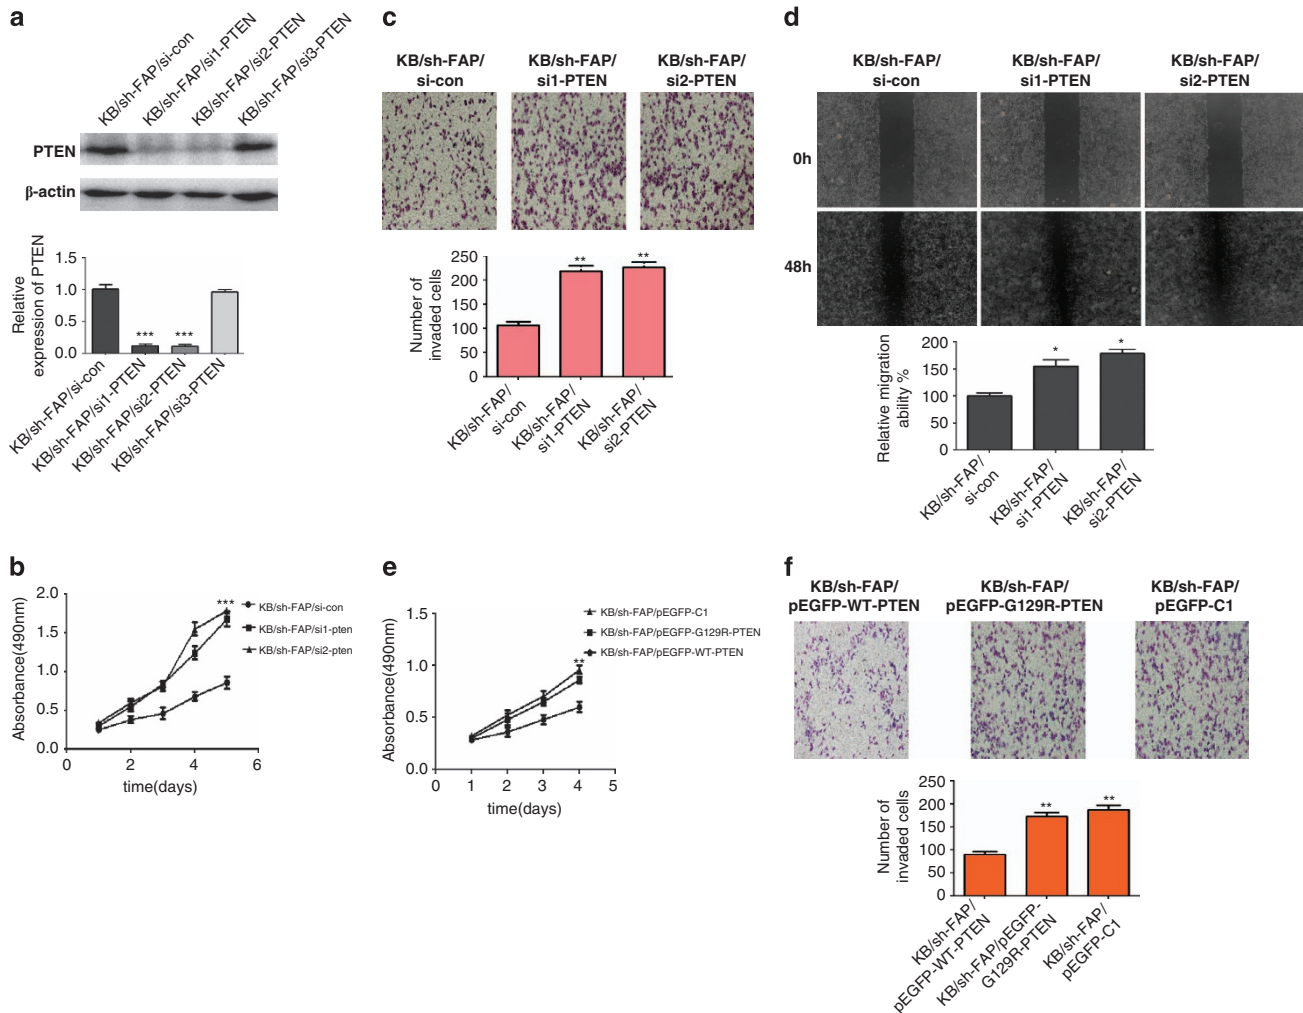 a
KB/sh-FAP/si-con
KB/sh-FAP/si1-PTEN
KB/sh-FAP/si2-PTEN
KB/sh-FAP/si3-PTEN
PTEN
β-actin
Relative
expression of PTEN
1.5
1.0
0.5
0.0
***
***
KB/sh-FAP/si-con
KB/sh-FAP/si1-PTEN
KB/sh-FAP/si2-PTEN
KB/sh-FAP/si3-PTEN
c
KB/sh-FAP/
si-con
KB/sh-FAP/
si1-PTEN
KB/sh-FAP/
si2-PTEN
Number of
invaded cells
250
200
150
100
50
0
**
**
KB/sh-FAP/
si-con
KB/sh-FAP/
si1-PTEN
KB/sh-FAP/
si2-PTEN
d
KB/sh-FAP/
si-con
KB/sh-FAP/
si1-PTEN
KB/sh-FAP/
si2-PTEN
0h
48h
Relative migration
ability %
200
150
100
50
0
*
*
KB/sh-FAP/
si-con
KB/sh-FAP/
si1-PTEN
KB/sh-FAP/
si2-PTEN
b
Absorbance(490nm)
2.0
1.5
1.0
0.5
0.0
***
KB/sh-FAP/si-con
KB/sh-FAP/si1-pten
KB/sh-FAP/si2-pten
0 2 4 6
time(days)
e
Absorbance(490nm)
1.5
1.0
0.5
0.0
**
KB/sh-FAP/pEGFP-C1
KB/sh-FAP/pEGFP-G129R-PTEN
KB/sh-FAP/pEGFP-WT-PTEN
0 1 2 3 4 5
time(days)
f
KB/sh-FAP/
pEGFP-WT-PTEN
KB/sh-FAP/
pEGFP-G129R-PTEN
KB/sh-FAP/
pEGFP-C1
Number of
invaded cells
250
200
150
100
50
0
**
**
KB/sh-FAP/
pEGFP-WT-PTEN
KB/sh-FAP/pEGFP-
G129R-PTEN
KB/sh-FAP/
pEGFP-C1